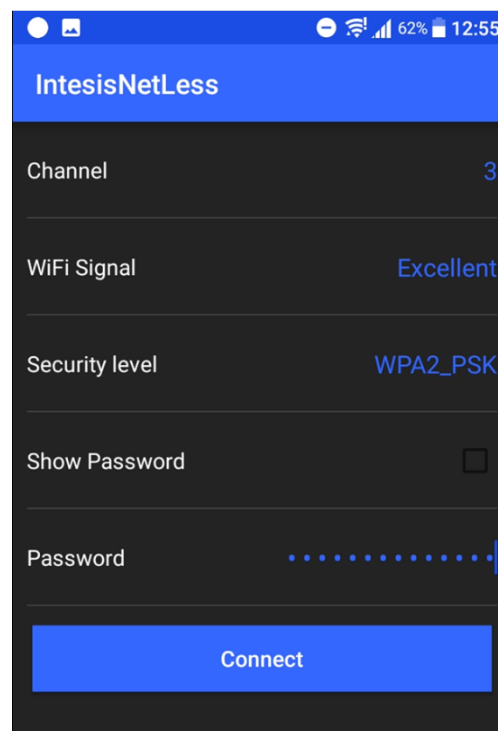 62% 12:55
IntesisNetLess
Channel 3
WiFi Signal Excellent
Security level WPA2_PSK
Show Password
Password ••••••••••••••
Connect